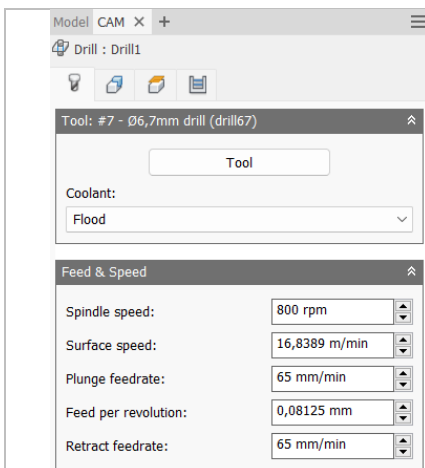 Model CAM × +
Drill : Drill1
Tool: #7 - Ø6,7mm drill (drill67)
Tool
Coolant:
Flood
Feed & Speed
Spindle speed: 800 rpm
Surface speed: 16,8389 m/min
Plunge feedrate: 65 mm/min
Feed per revolution: 0,08125 mm
Retract feedrate: 65 mm/min